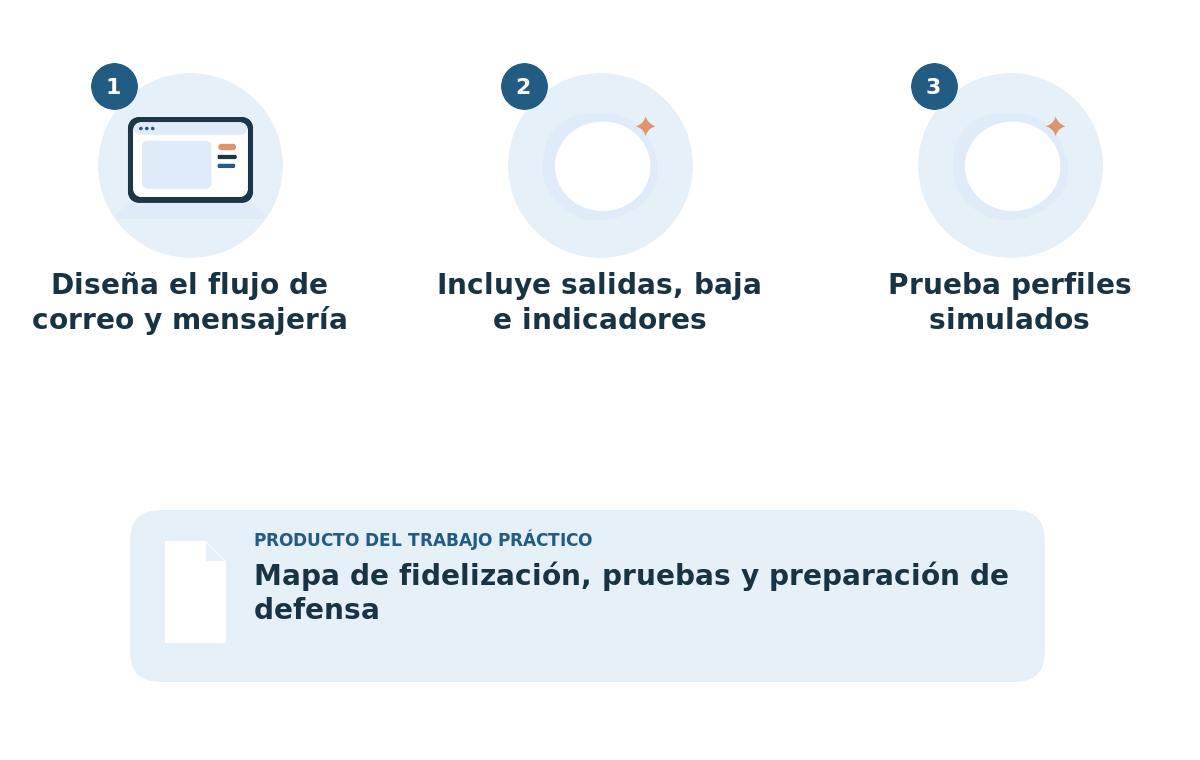 1
Diseña el flujo de
correo y mensajería
2
Incluye salidas, baja
e indicadores
3
Prueba perfiles
simulados
PRODUCTO DEL TRABAJO PRÁCTICO
Mapa de fidelización, pruebas y preparación de
defensa